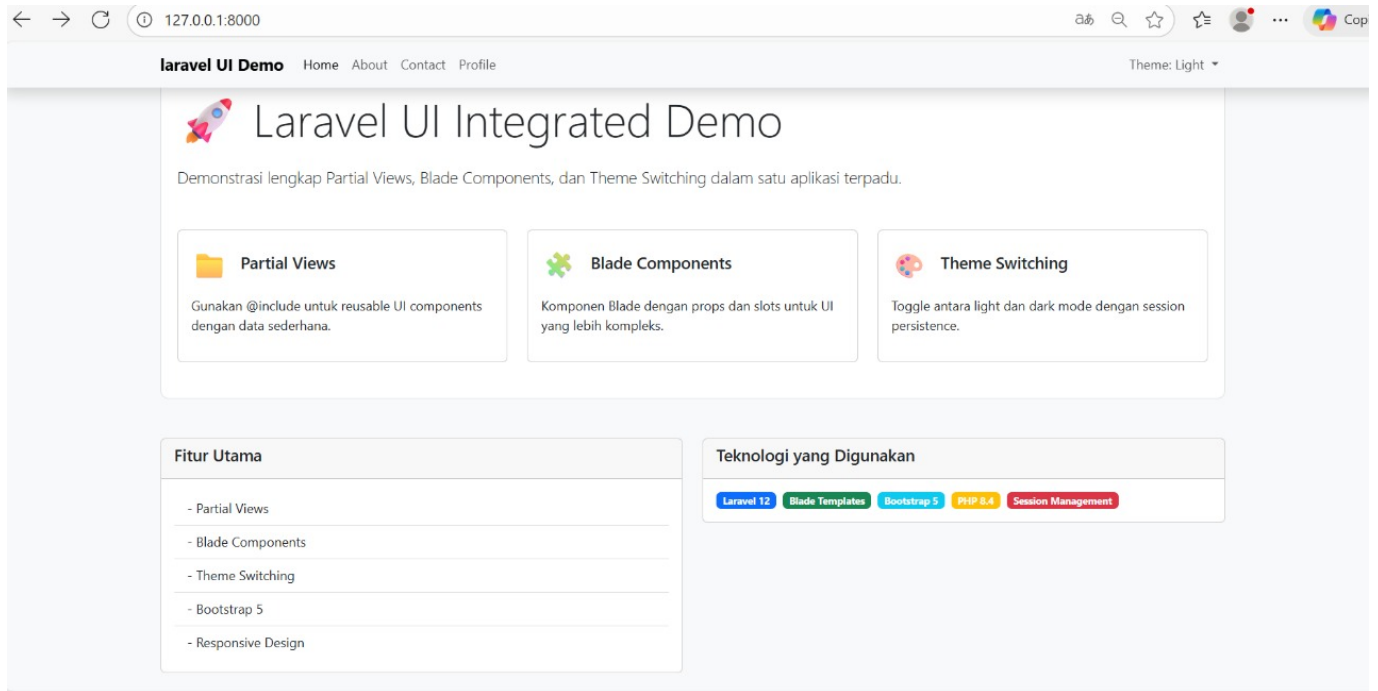 127.0.0.1:8000
aあ
Cop
laravel UI Demo Home About Contact Profile Theme: Light
Laravel UI Integrated Demo
Demonstrasi lengkap Partial Views, Blade Components, dan Theme Switching dalam satu aplikasi terpadu.
Partial Views
Gunakan @include untuk reusable UI components
dengan data sederhana.
Blade Components
Komponen Blade dengan props dan slots untuk UI
yang lebih kompleks.
Theme Switching
Toggle antara light dan dark mode dengan session
persistence.
Fitur Utama
- Partial Views
- Blade Components
- Theme Switching
- Bootstrap 5
- Responsive Design
Teknologi yang Digunakan
Laravel 12 Blade Templates Bootstrap 5 PHP 8.4 Session Management